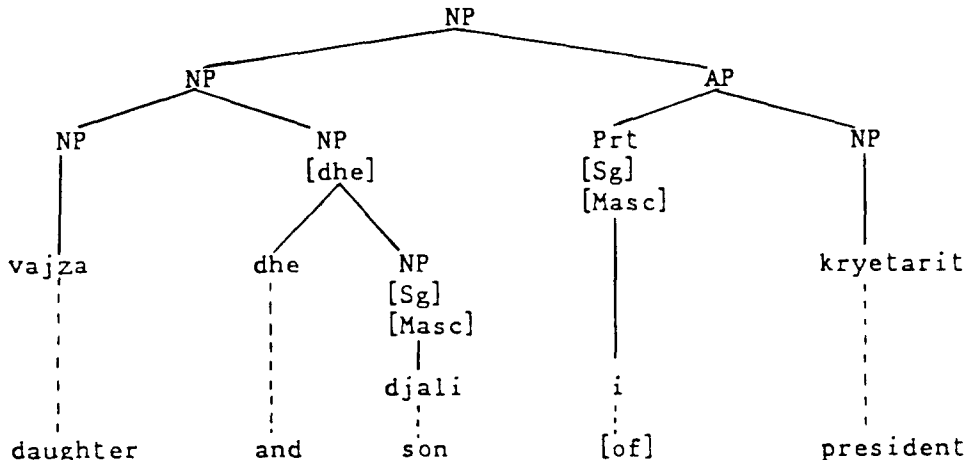 NP
NP AP
NP NP Prt NP
[dhe] [Sg]
[Masc]
vajza dhe NP kryetarit
[Sg]
[Masc]
djali i
daughter and son [of] president